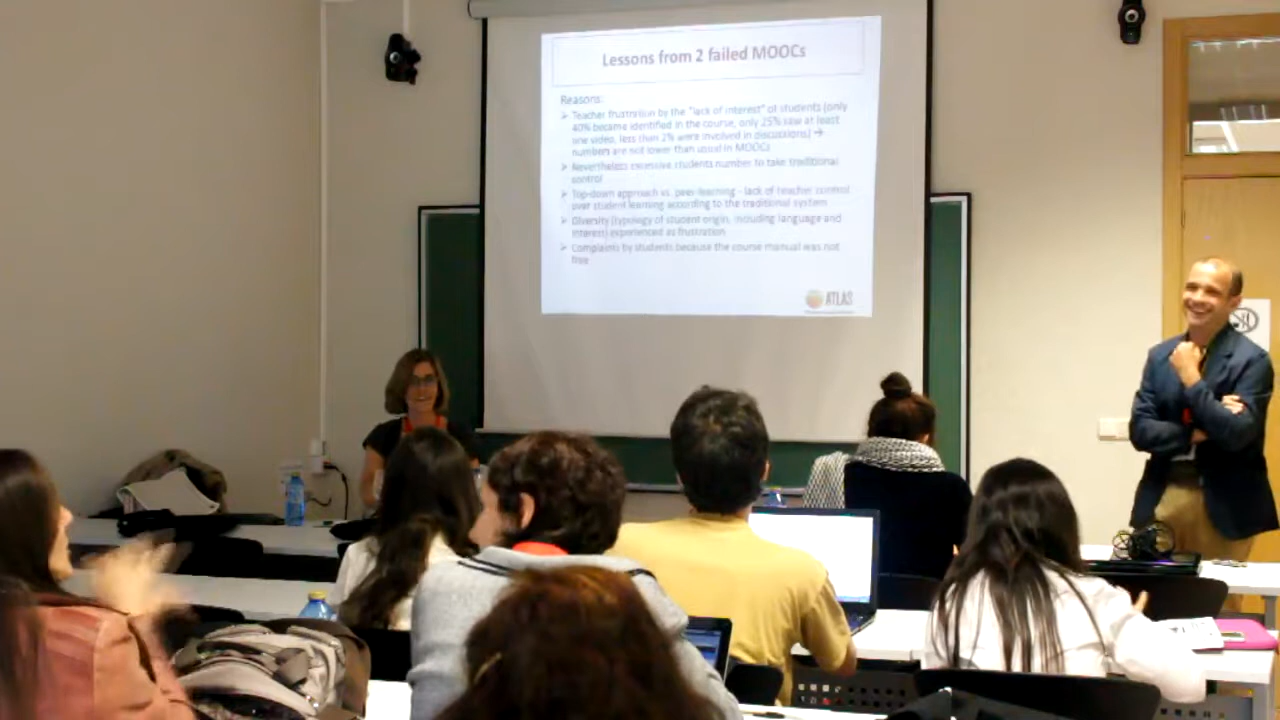 Lessons from 2 failed MOOCs
Reasons:
➢ Teacher frustration by the "lack of interest" of students (only
40% became identified in the course, only 25% saw at least
one video, less than 2% were involved in discussions) →
numbers are not lower than usual in MOOCs
➢ Nevertheless excessive students number to take traditional
control
➢ Top-down approach vs. peer-learning - lack of teacher control
over student learning according to the traditional system
➢ Diversity (typology of student origin, including language and
interest) experienced as frustration
➢ Complaints by students because the course manual was not
free
ATLAS